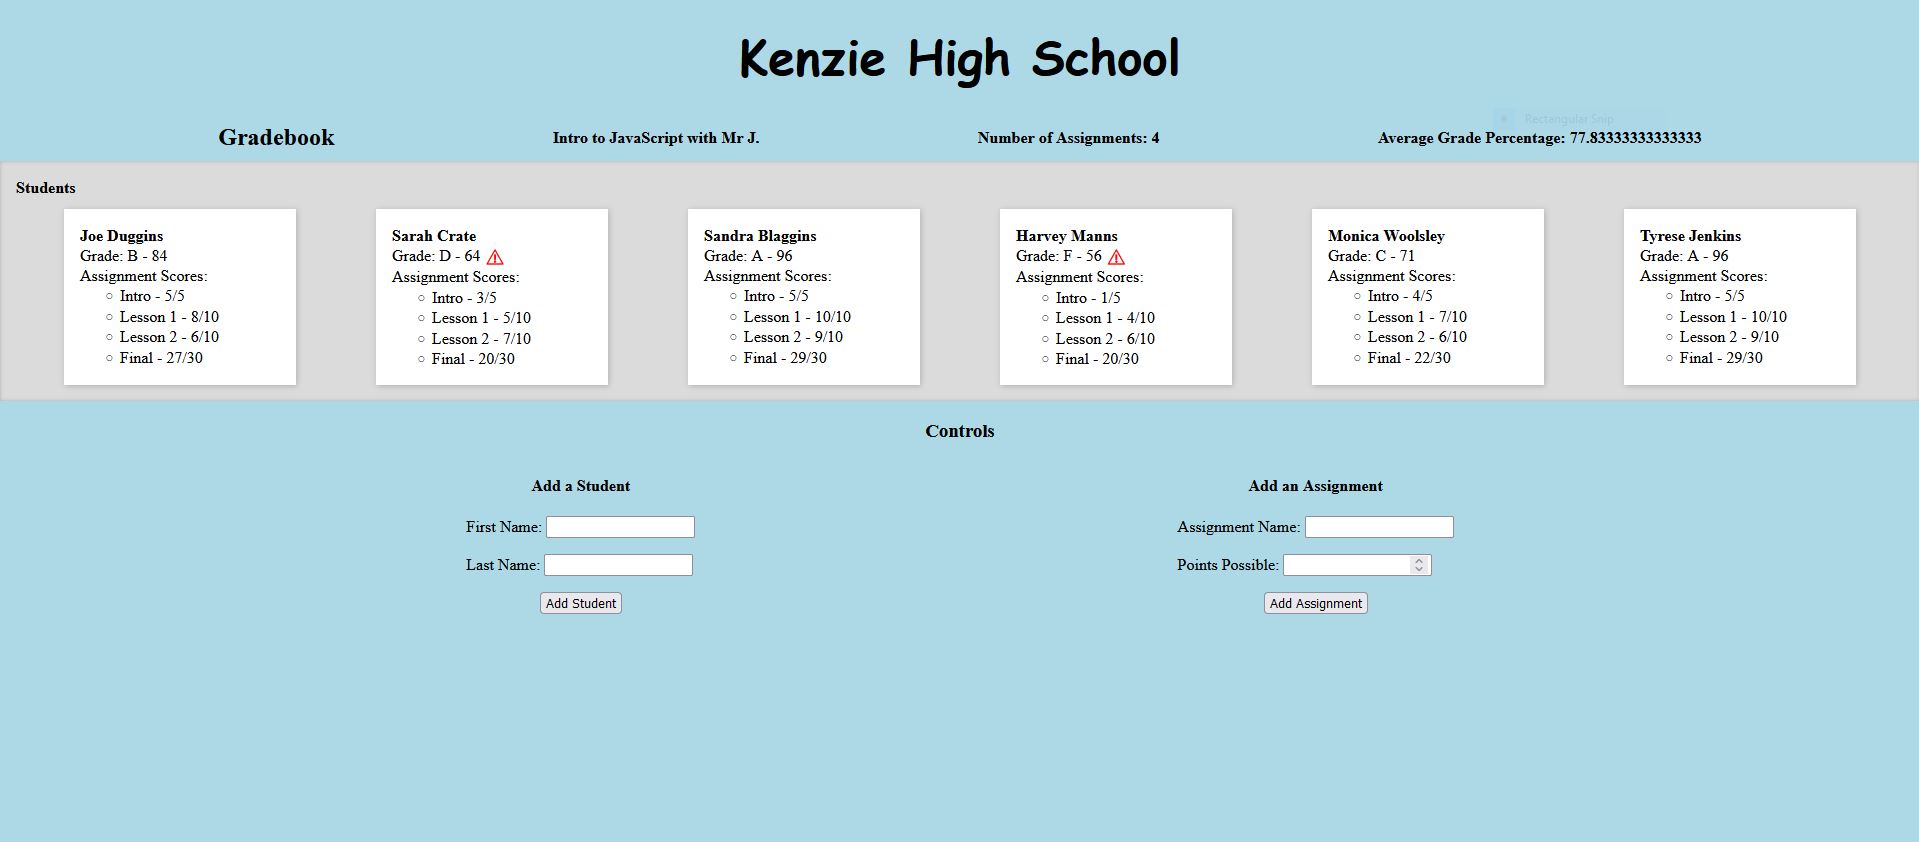 Kenzie High School
Rectangular Snip
Gradebook
Intro to JavaScript with Mr J.
Number of Assignments: 4
Average Grade Percentage: 77.83333333333333
Students
Joe Duggins
Grade: B - 84
Assignment Scores:
Intro - 5/5
Lesson 1 - 8/10
Lesson 2 - 6/10
Final - 27/30
Sarah Crate
Grade: D - 64
Assignment Scores:
Intro - 3/5
Lesson 1 - 5/10
Lesson 2 - 7/10
Final - 20/30
Sandra Blaggins
Grade: A - 96
Assignment Scores:
Intro - 5/5
Lesson 1 - 10/10
Lesson 2 - 9/10
Final - 29/30
Harvey Manns
Grade: F - 56
Assignment Scores:
Intro - 1/5
Lesson 1 - 4/10
Lesson 2 - 6/10
Final - 20/30
Monica Woolsley
Grade: C - 71
Assignment Scores:
Intro - 4/5
Lesson 1 - 7/10
Lesson 2 - 6/10
Final - 22/30
Tyrese Jenkins
Grade: A - 96
Assignment Scores:
Intro - 5/5
Lesson 1 - 10/10
Lesson 2 - 9/10
Final - 29/30
Controls
Add a Student
First Name:
Last Name:
Add Student
Add an Assignment
Assignment Name:
Points Possible:
Add Assignment